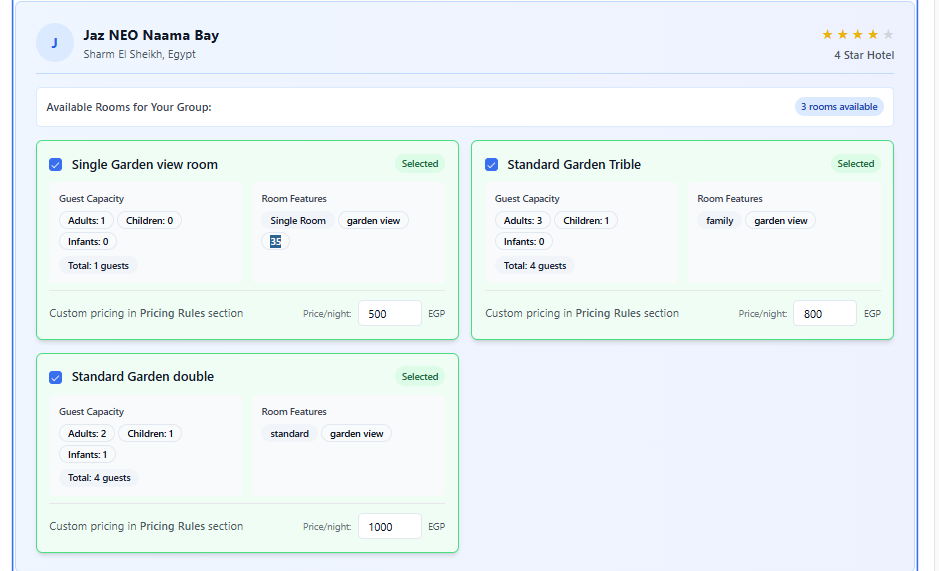 J
Jaz NEO Naama Bay
Sharm El Sheikh, Egypt
4 Star Hotel
Available Rooms for Your Group:
3 rooms available
Single Garden view room
Selected
Guest Capacity
Adults: 1
Children: 0
Infants: 0
Total: 1 guests
Room Features
Single Room
garden view
35
Custom pricing in Pricing Rules section
Price/night:
500
EGP
Standard Garden Trible
Selected
Guest Capacity
Adults: 3
Children: 1
Infants: 0
Total: 4 guests
Room Features
family
garden view
Custom pricing in Pricing Rules section
Price/night:
800
EGP
Standard Garden double
Selected
Guest Capacity
Adults: 2
Children: 1
Infants: 1
Total: 4 guests
Room Features
standard
garden view
Custom pricing in Pricing Rules section
Price/night:
1000
EGP